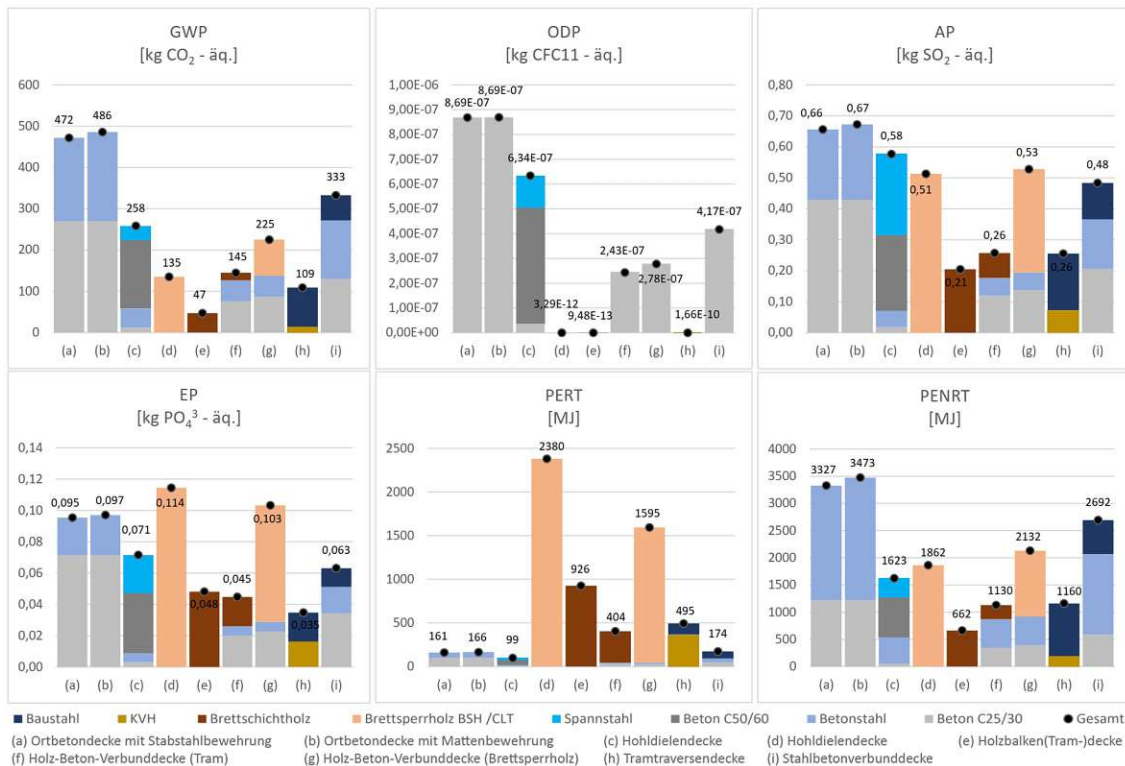 GWP
[kg CO₂ - äq.]
600
500
400
300
200
100
0
472
486
258
135
47
145
225
109
333
(a) (b) (c) (d) (e) (f) (g) (h) (i)
ODP
[kg CFC11 - äq.]
1,00E-06
9,00E-07
8,00E-07
7,00E-07
6,00E-07
5,00E-07
4,00E-07
3,00E-07
2,00E-07
1,00E-07
0,00E+00
8,69E-07
8,69E-07
6,34E-07
3,29E-12
9,48E-13
2,43E-07
2,78E-07
1,66E-10
4,17E-07
(a) (b) (c) (d) (e) (f) (g) (h) (i)
AP
[kg SO₂ - äq.]
0,80
0,70
0,60
0,50
0,40
0,30
0,20
0,10
0,00
0,66
0,67
0,58
0,51
0,21
0,26
0,53
0,26
0,48
(a) (b) (c) (d) (e) (f) (g) (h) (i)
EP
[kg PO₄³ - äq.]
0,14
0,12
0,10
0,08
0,06
0,04
0,02
0,00
0,095
0,097
0,071
0,114
0,048
0,045
0,103
0,035
0,063
(a) (b) (c) (d) (e) (f) (g) (h) (i)
PERT
[MJ]
2500
2000
1500
1000
500
0
161
166
99
2380
926
404
1595
495
174
(a) (b) (c) (d) (e) (f) (g) (h) (i)
PENRT
[MJ]
4000
3500
3000
2500
2000
1500
1000
500
0
3327
3473
1623
1862
662
1130
2132
1160
2692
(a) (b) (c) (d) (e) (f) (g) (h) (i)
Baustahl KVH Brettschichtholz Brettsperrholz BSH /CLT Spannstahl Beton C50/60 Betonstahl Beton C25/30 Gesamt
(a) Ortbetondecke mit Stabstahlbewehrung (b) Ortbetondecke mit Mattenbewehrung (c) Hohldielendecke (d) Hohldielendecke (e) Holzbalken(Tram-)decke
(f) Holz-Beton-Verbunddecke (Tram) (g) Holz-Beton-Verbunddecke (Brettsperrholz) (h) Tramtraversendecke (i) Stahlbetonverbunddecke